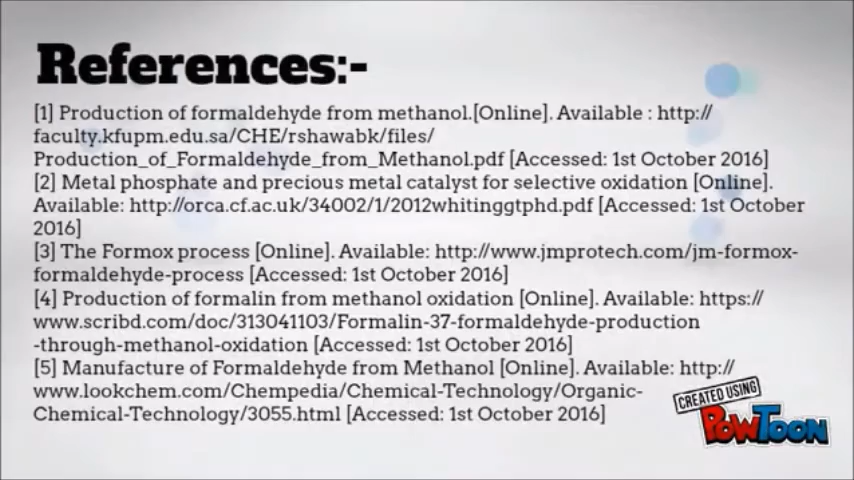 References:-
[1] Production of formaldehyde from methanol.[Online]. Available : http://
faculty.kfupm.edu.sa/CHE/rshawabk/files/
Production_of_Formaldehyde_from_Methanol.pdf [Accessed: 1st October 2016]
[2] Metal phosphate and precious metal catalyst for selective oxidation [Online].
Available: http://orca.cf.ac.uk/34002/1/2012whitinggtphd.pdf [Accessed: 1st October
2016]
[3] The Formox process [Online]. Available: http://www.jmprotech.com/jm-formox-
formaldehyde-process [Accessed: 1st October 2016]
[4] Production of formalin from methanol oxidation [Online]. Available: https://
www.scribd.com/doc/313041103/Formalin-37-formaldehyde-production
-through-methanol-oxidation [Accessed: 1st October 2016]
[5] Manufacture of Formaldehyde from Methanol [Online]. Available: http://
www.lookchem.com/Chempedia/Chemical-Technology/Organic-
Chemical-Technology/3055.html [Accessed: 1st October 2016]
CREATED USING
POWTOON